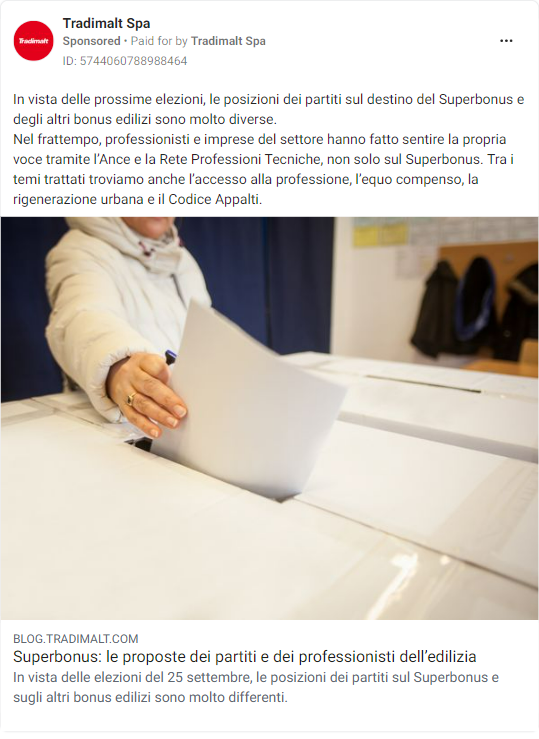 Tradimalt
Tradimalt Spa
Sponsored • Paid for by Tradimalt Spa
ID: 5744060788988464
In vista delle prossime elezioni, le posizioni dei partiti sul destino del Superbonus e
degli altri bonus edilizi sono molto diverse.
Nel frattempo, professionisti e imprese del settore hanno fatto sentire la propria
voce tramite l’Ance e la Rete Professioni Tecniche, non solo sul Superbonus. Tra i
temi trattati troviamo anche l’accesso alla professione, l’equo compenso, la
rigenerazione urbana e il Codice Appalti.
BLOG.TRADIMALT.COM
Superbonus: le proposte dei partiti e dei professionisti dell’edilizia
In vista delle elezioni del 25 settembre, le posizioni dei partiti sul Superbonus e
sugli altri bonus edilizi sono molto differenti.